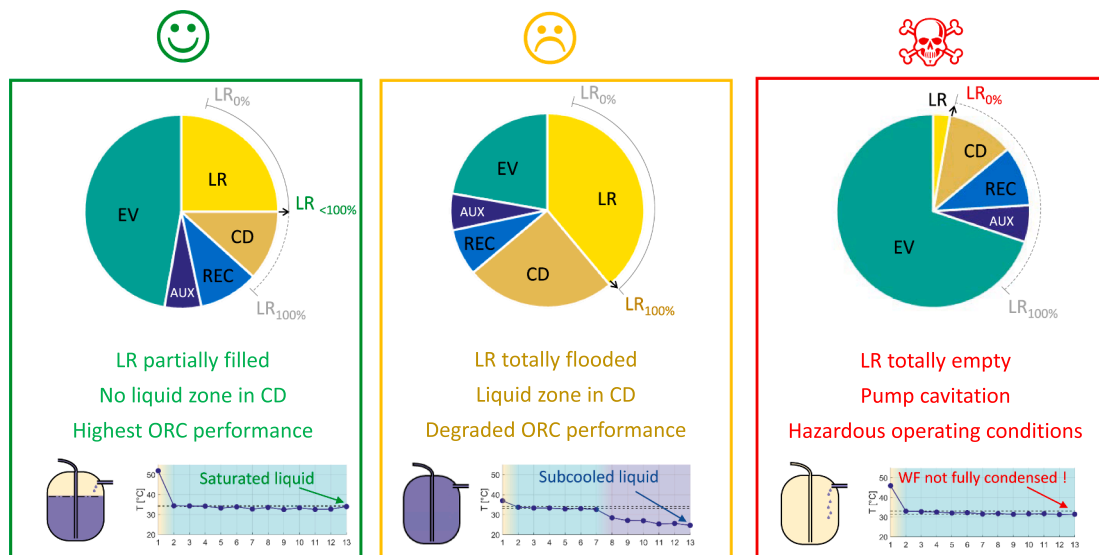 LR0%
LR
EV
CD
REC
AUX
LR <100%
LR100%
LR partially filled
No liquid zone in CD
Highest ORC performance
Saturated liquid
T [°C]
50
40
30
20
1 2 3 4 5 6 7 8 9 10 11 12 13
LR0%
EV
LR
AUX
REC
CD
LR100%
LR totally flooded
Liquid zone in CD
Degraded ORC performance
Subcooled liquid
T [°C]
50
40
30
20
1 2 3 4 5 6 7 8 9 10 11 12 13
LR
LR0%
CD
REC
AUX
EV
LR100%
LR totally empty
Pump cavitation
Hazardous operating conditions
WF not fully condensed !
T [°C]
50
40
30
20
1 2 3 4 5 6 7 8 9 10 11 12 13